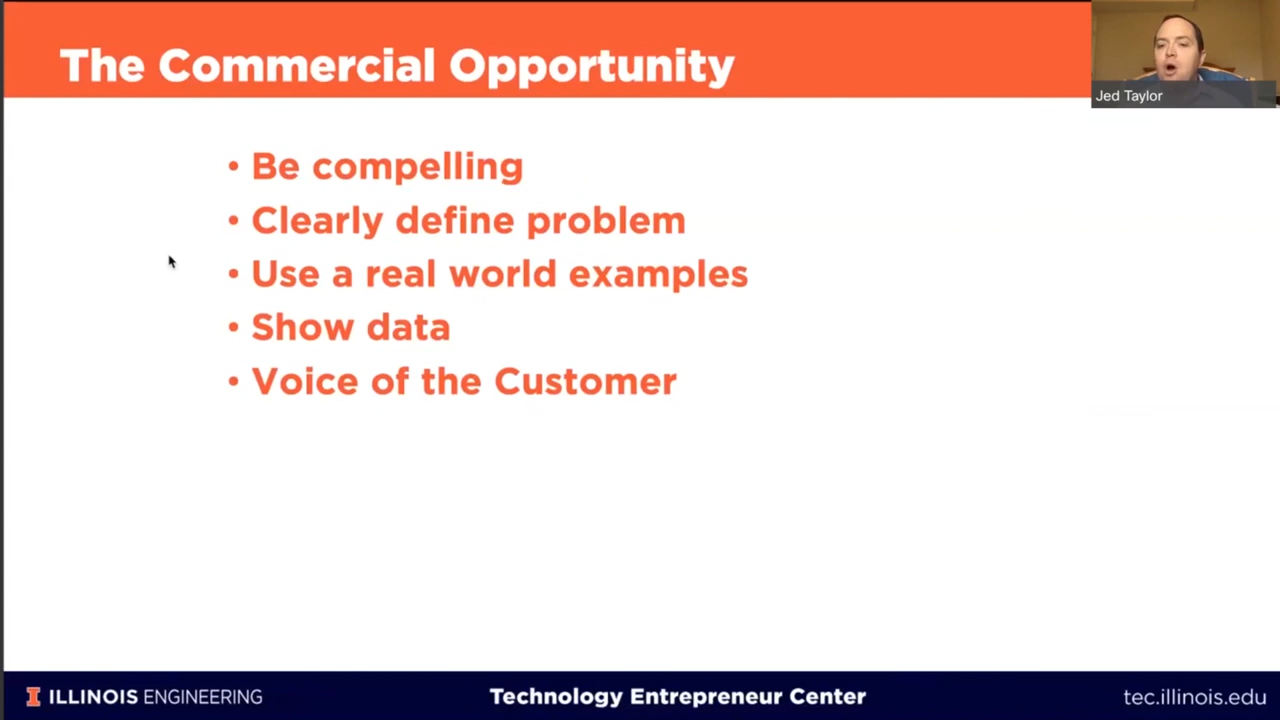 The Commercial Opportunity
Jed Taylor
• Be compelling
• Clearly define problem
• Use a real world examples
• Show data
• Voice of the Customer
I ILLINOIS ENGINEERING
Technology Entrepreneur Center
tec.illinois.edu